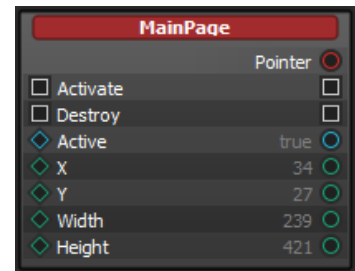 MainPage
Pointer
Activate
Destroy
Active true
X 34
Y 27
Width 239
Height 421